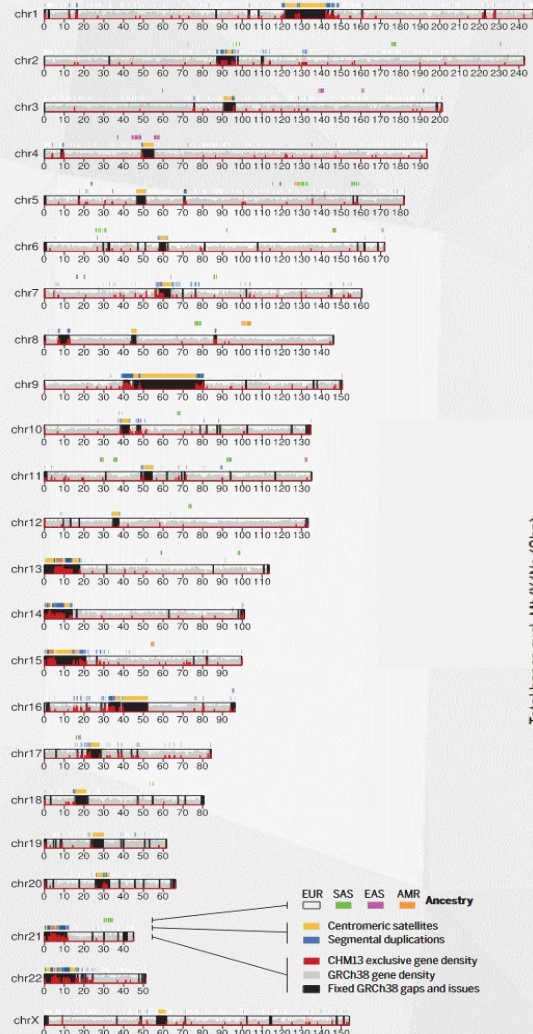 chr1
0 10 20 30 40 50 60 70 80 90 100 110 120 130 140 150 160 170 180 190 200 210 220 230 240
chr2
0 10 20 30 40 50 60 70 80 90 100 110 120 130 140 150 160 170 180 190 200 210 220 230 240
chr3
0 10 20 30 40 50 60 70 80 90 100 110 120 130 140 150 160 170 180 190 200
chr4
0 10 20 30 40 50 60 70 80 90 100 110 120 130 140 150 160 170 180 190
chr5
0 10 20 30 40 50 60 70 80 90 100 110 120 130 140 150 160 170 180
chr6
0 10 20 30 40 50 60 70 80 90 100 110 120 130 140 150 160 170
chr7
0 10 20 30 40 50 60 70 80 90 100 110 120 130 140 150 160
chr8
0 10 20 30 40 50 60 70 80 90 100 110 120 130 140
chr9
0 10 20 30 40 50 60 70 80 90 100 110 120 130 140 150
chr10
0 10 20 30 40 50 60 70 80 90 100 110 120 130
chr11
0 10 20 30 40 50 60 70 80 90 100 110 120 130
chr12
0 10 20 30 40 50 60 70 80 90 100 110 120 130
chr13
0 10 20 30 40 50 60 70 80 90 100 110
chr14
0 10 20 30 40 50 60 70 80 90 100
chr15
0 10 20 30 40 50 60 70 80 90
chr16
0 10 20 30 40 50 60 70 80 90
chr17
0 10 20 30 40 50 60 70 80
chr18
0 10 20 30 40 50 60 70 80
chr19
0 10 20 30 40 50 60
chr20
0 10 20 30 40 50 60
EUR SAS EAS AMR Ancestry
Centromeric satellites
Segmental duplications
CHM13 exclusive gene density
GRCh38 gene density
Fixed GRCh38 gaps and issues
chr21
0 10 20 30 40
chr22
0 10 20 30 40 50
chrX
0 10 20 30 40 50 60 70 80 90 100 110 120 130 140 150